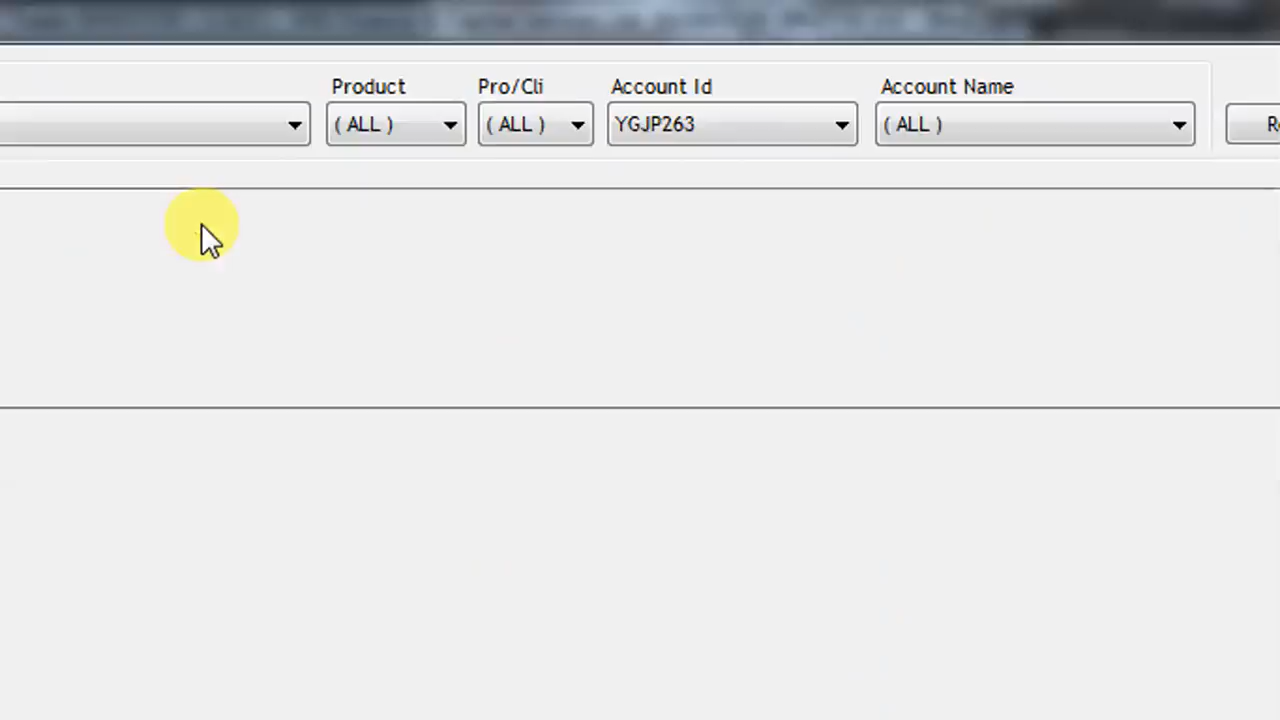 Product Pro/Cli Account Id Account Name
( ALL ) ( ALL ) YGJP263 ( ALL )